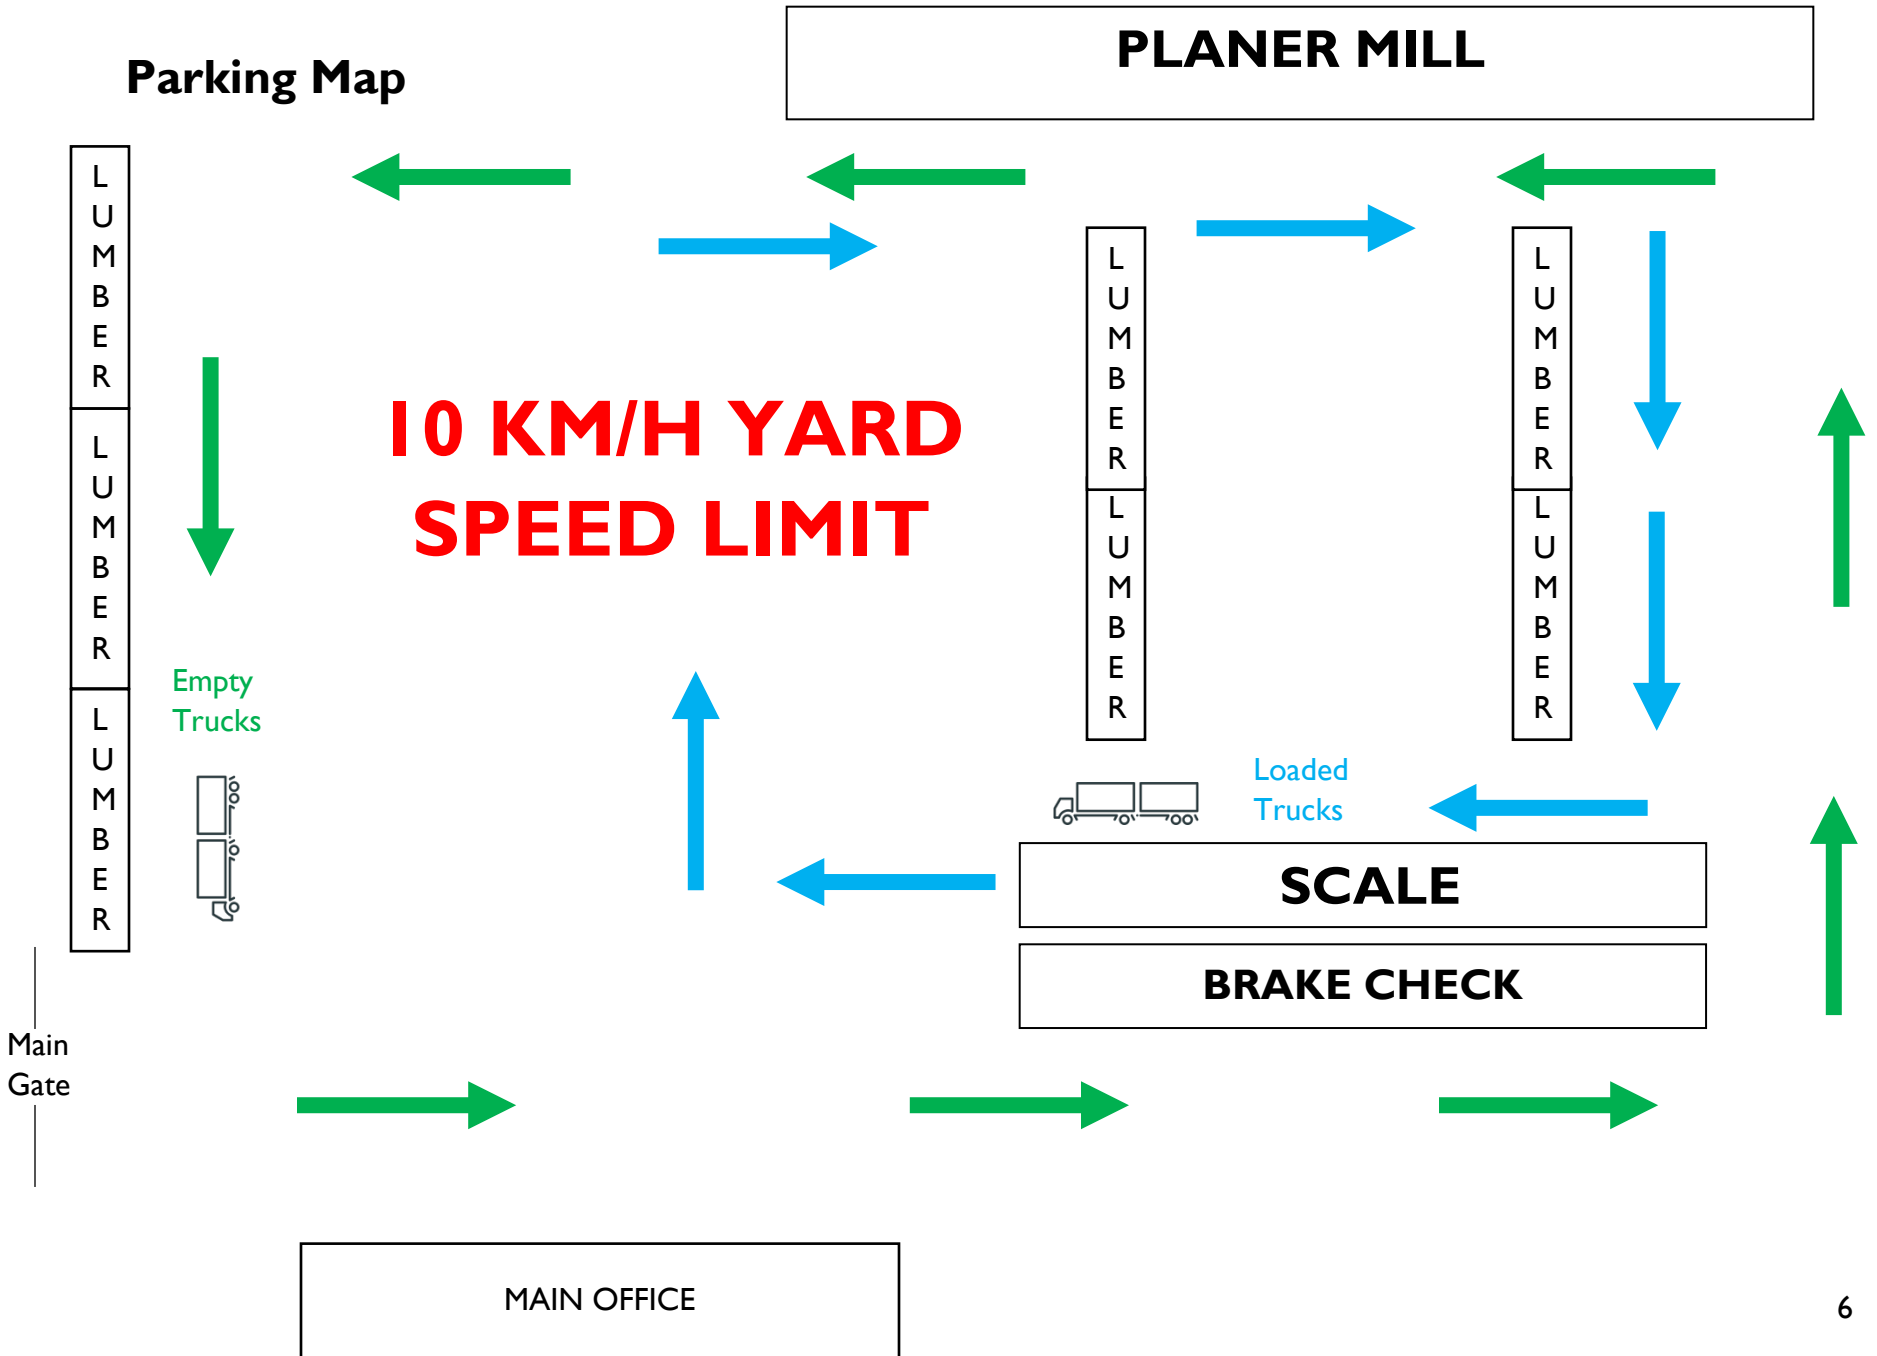 PLANER MILL
Parking Map
L
U
M
B
E
R
L
U
M
B
E
R
L
U
M
B
E
R
10 KM/H YARD
SPEED LIMIT
L
U
M
B
E
R
L
U
M
B
E
R
L
U
M
B
E
R
L
U
M
B
E
R
Empty
Trucks
Loaded
Trucks
SCALE
BRAKE CHECK
Main
Gate
MAIN OFFICE
6